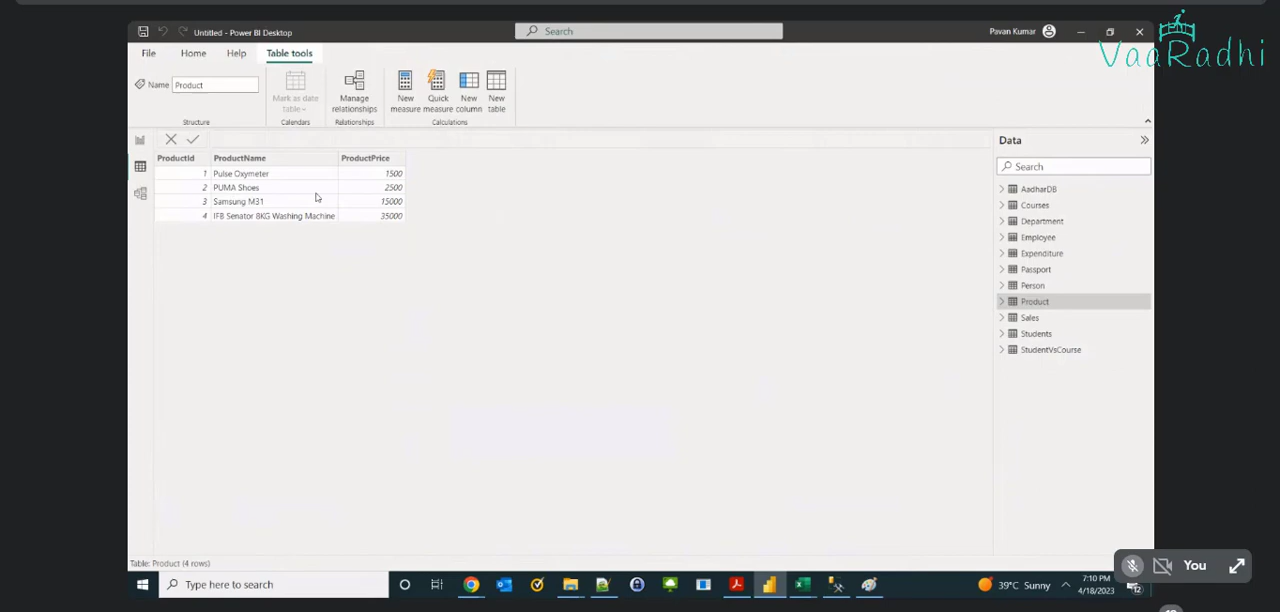 Untitled - Power BI Desktop
Search
Pavan Kumar
VaaRadhi
File Home Help Table tools
Name Product
Mark as date table
New measure
Quick measure
New column
New table
Manage relationships
Structure
Calendars
Relationships
Calculations
Data
Search
ProductId ProductName ProductPrice
1 Pulse Oxymeter 1500
2 PUMA Shoes 2500
3 Samsung M31 15000
4 IFB Senator 8KG Washing Machine 35000
AadharDB
Courses
Department
Employee
Expenditure
Passport
Person
Product
Sales
Students
StudentVsCourse
Table: Product (4 rows)
You
Type here to search
39°C Sunny
7:10 PM
4/18/2023
12